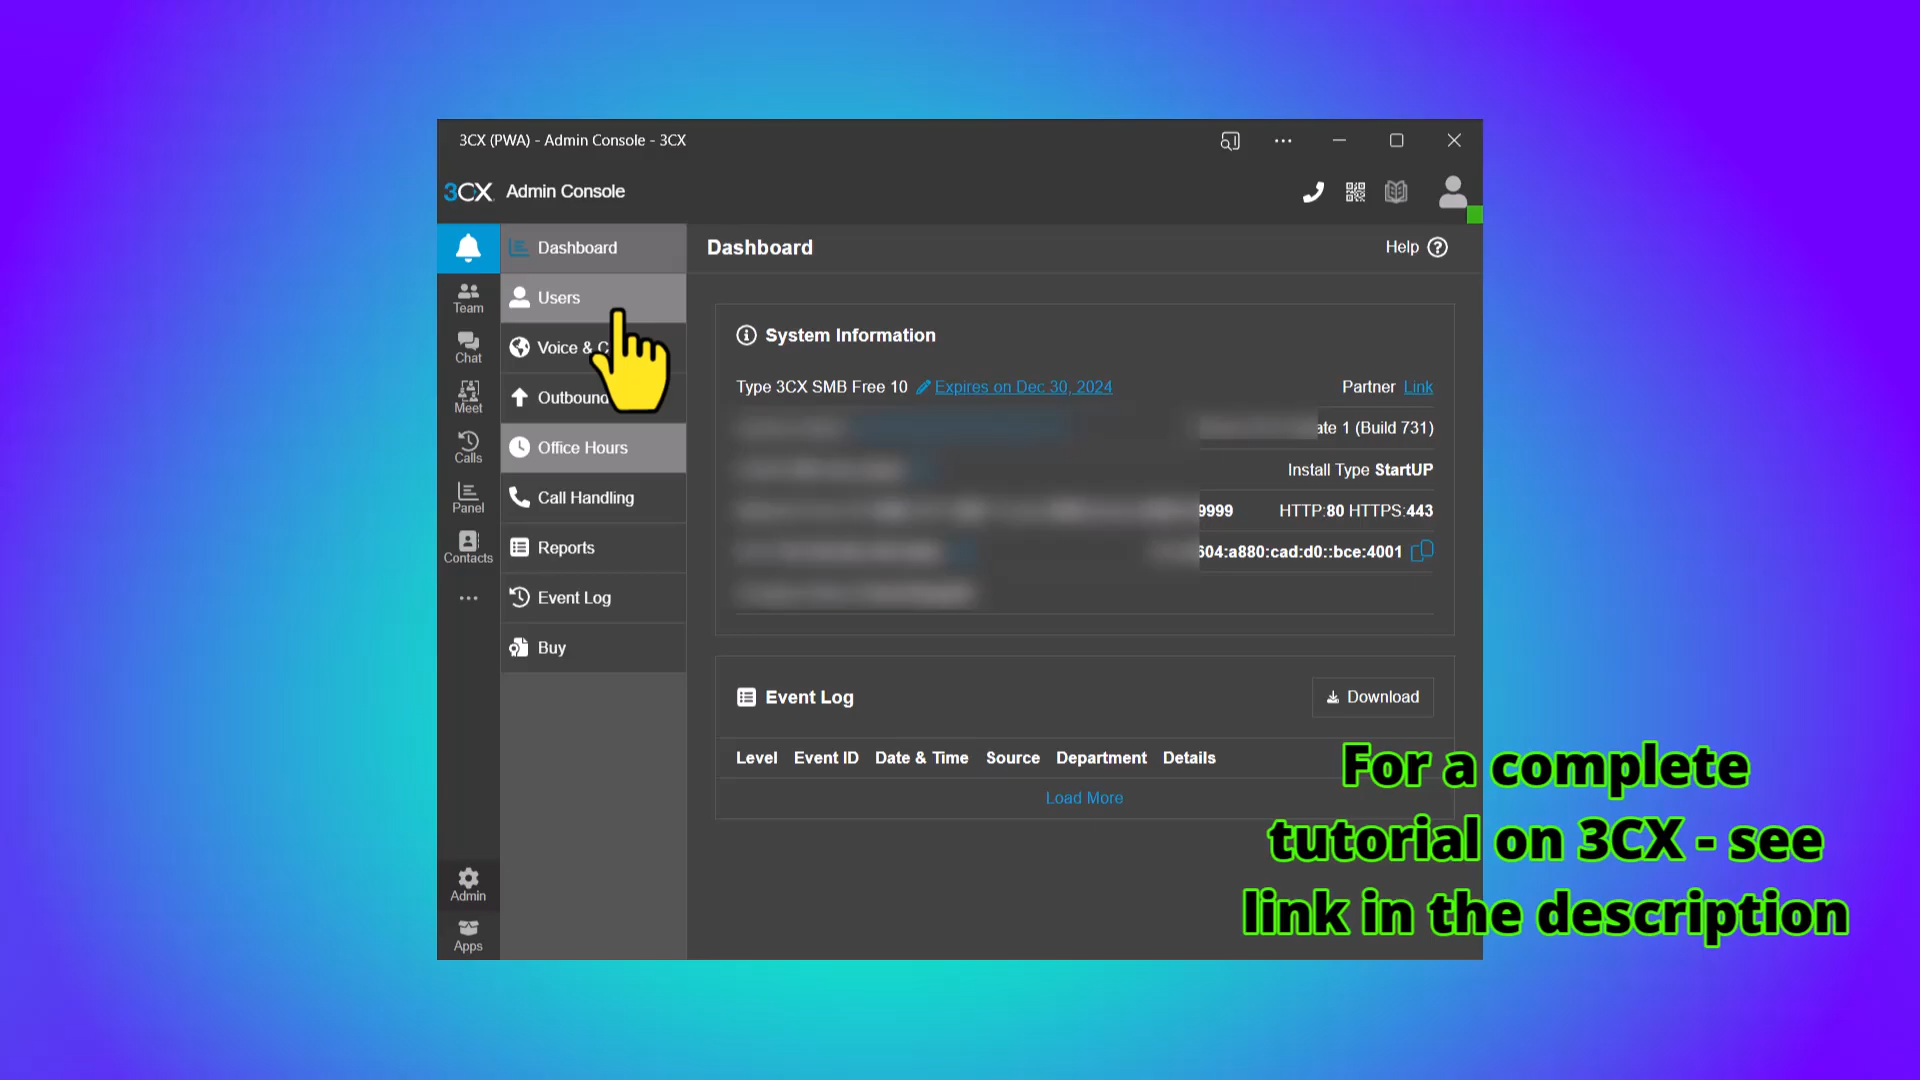 3CX (PWA) - Admin Console - 3CX
3CX Admin Console
Dashboard
Users
Voice & C
Outbound
Office Hours
Call Handling
Reports
Event Log
Buy
Team
Chat
Meet
Calls
Panel
Contacts
Admin
Apps
Dashboard
Help
System Information
Type 3CX SMB Free 10 Expires on Dec 30, 2024 Partner Link
ate 1 (Build 731)
Install Type StartUP
9999 HTTP:80 HTTPS:443
604:a880:cad:d0::bce:4001
Event Log
Download
Level Event ID Date & Time Source Department Details
Load More
For a complete
tutorial on 3CX - see
link in the description